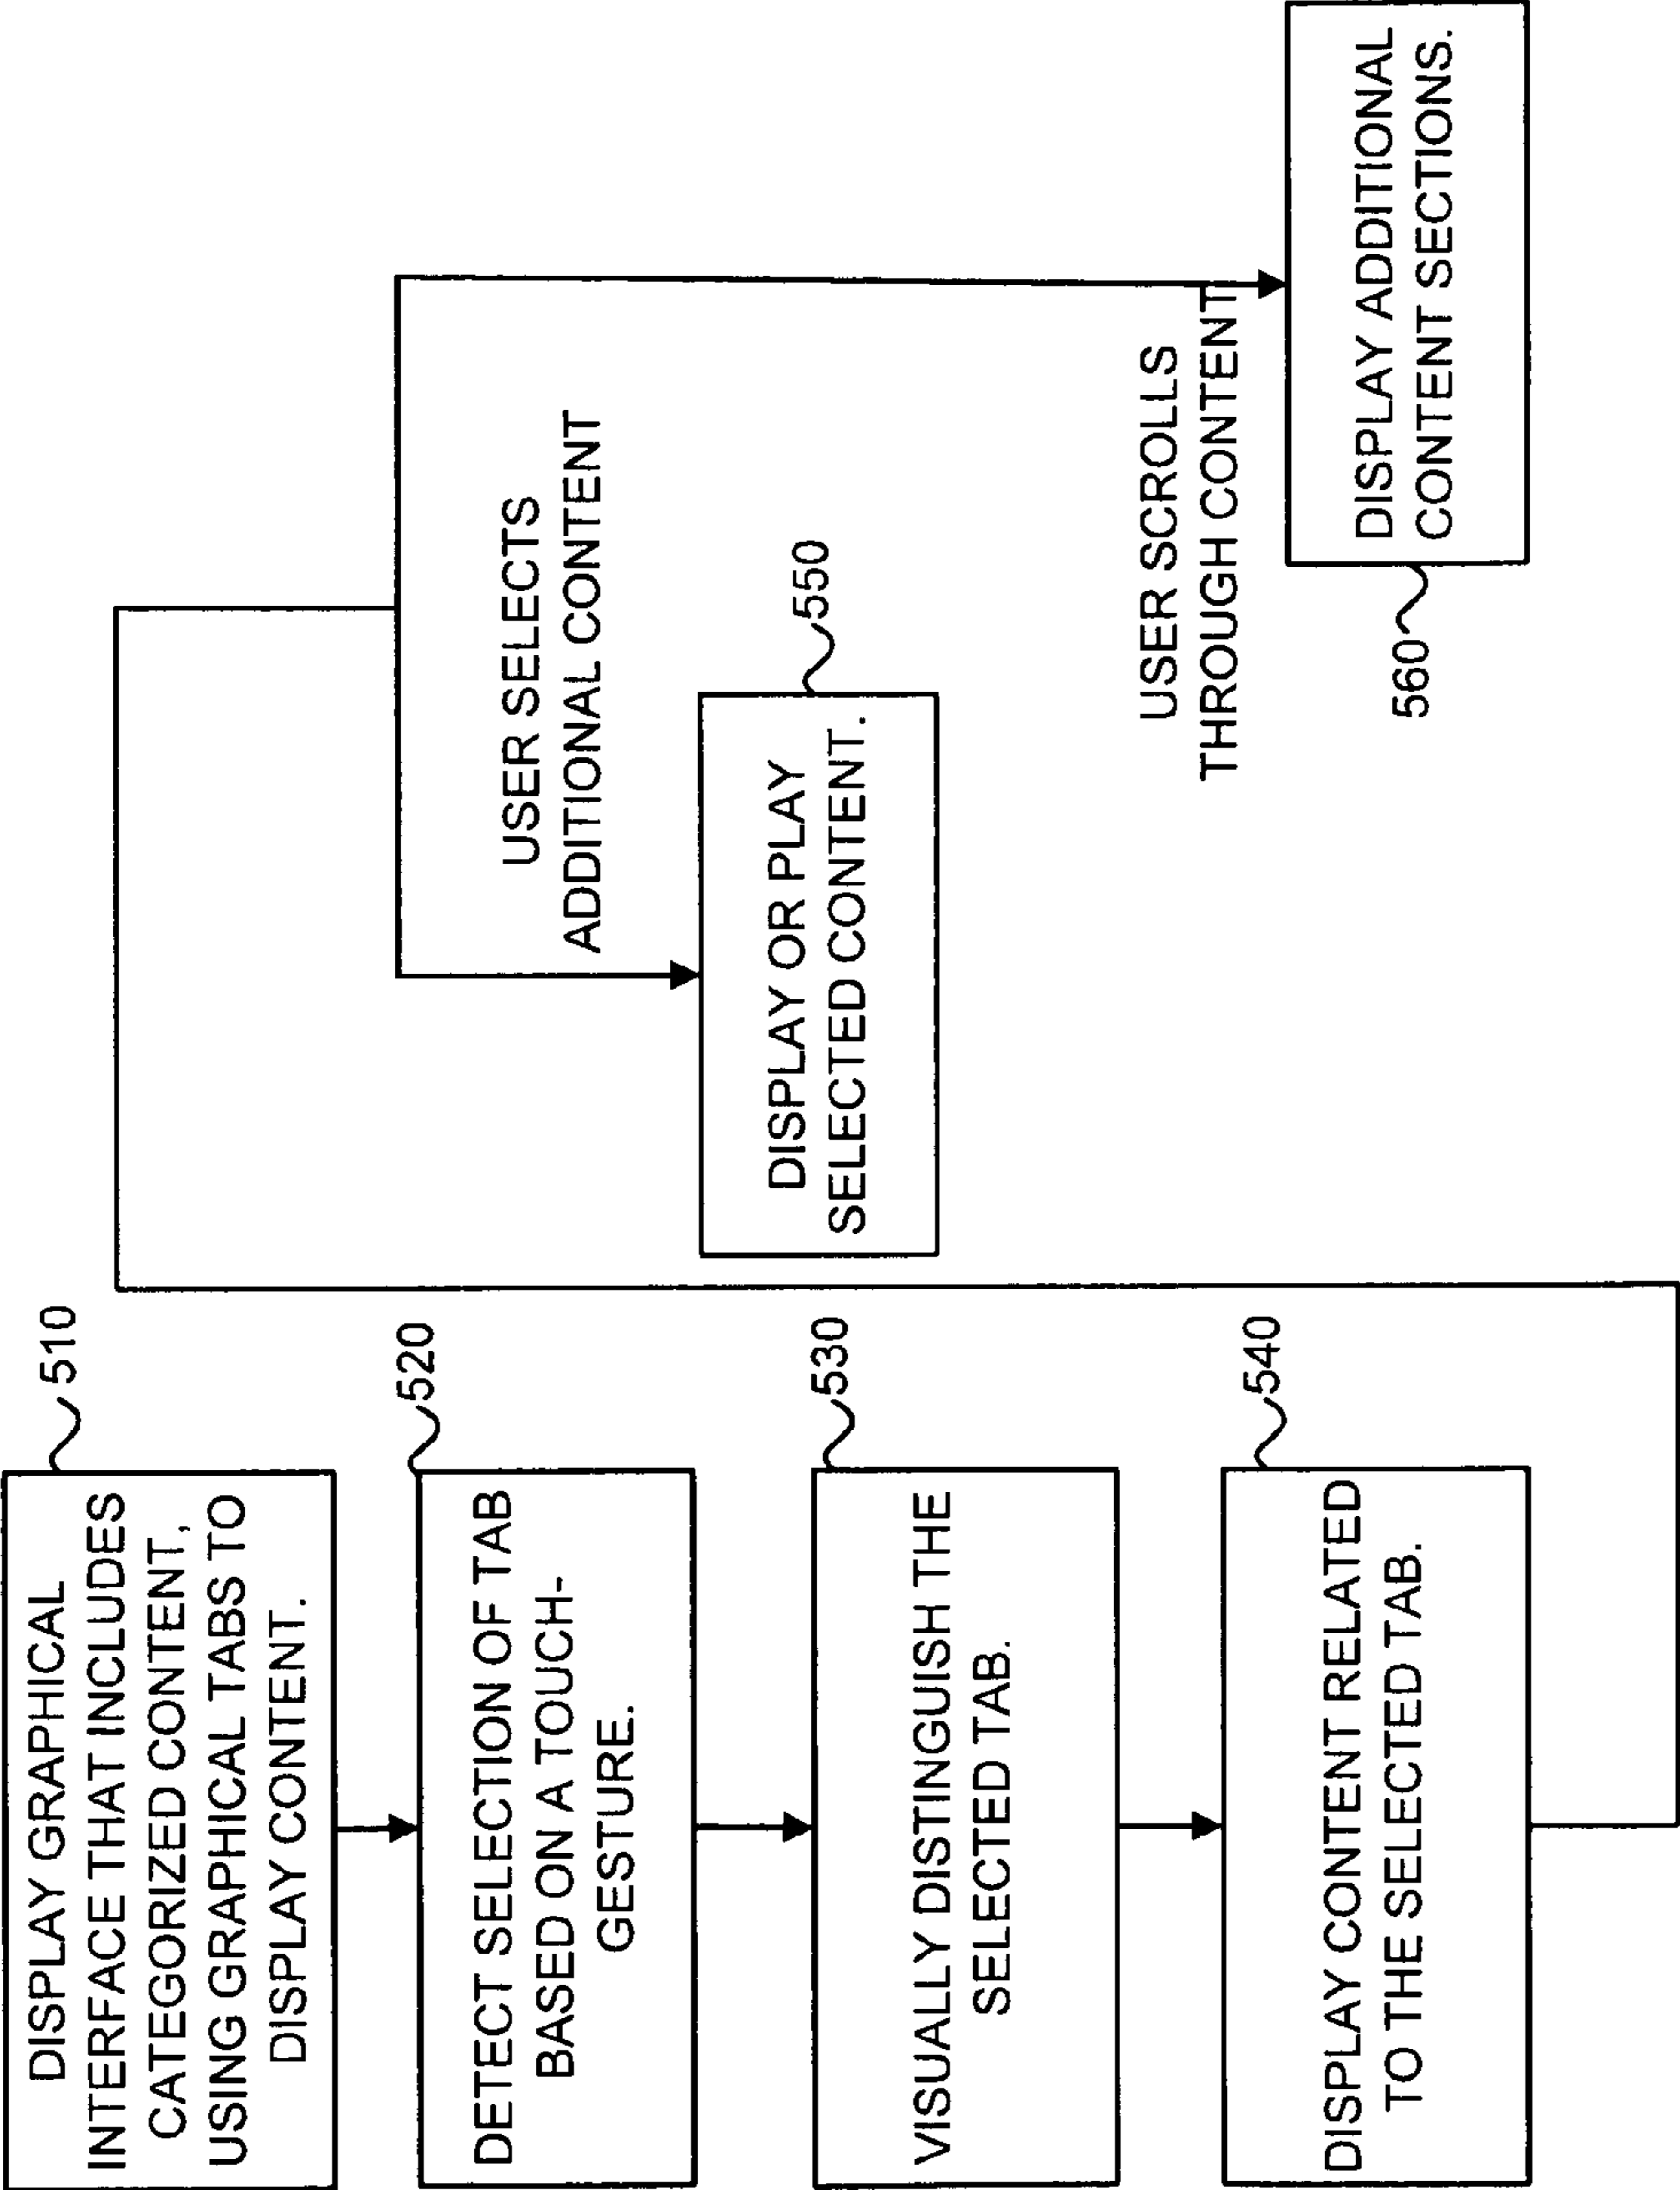 DISPLAY GRAPHICAL
INTERFACE THAT INCLUDES
CATEGORIZED CONTENT,
USING GRAPHICAL TABS TO
DISPLAY CONTENT.
510
DETECT SELECTION OF TAB
BASED ON A TOUCH-
GESTURE.
520
VISUALLY DISTINGUISH THE
SELECTED TAB.
530
DISPLAY CONTENT RELATED
TO THE SELECTED TAB.
540
USER SELECTS
ADDITIONAL CONTENT
DISPLAY OR PLAY
SELECTED CONTENT.
550
USER SCROLLS
THROUGH CONTENT
560
DISPLAY ADDITIONAL
CONTENT SECTIONS.